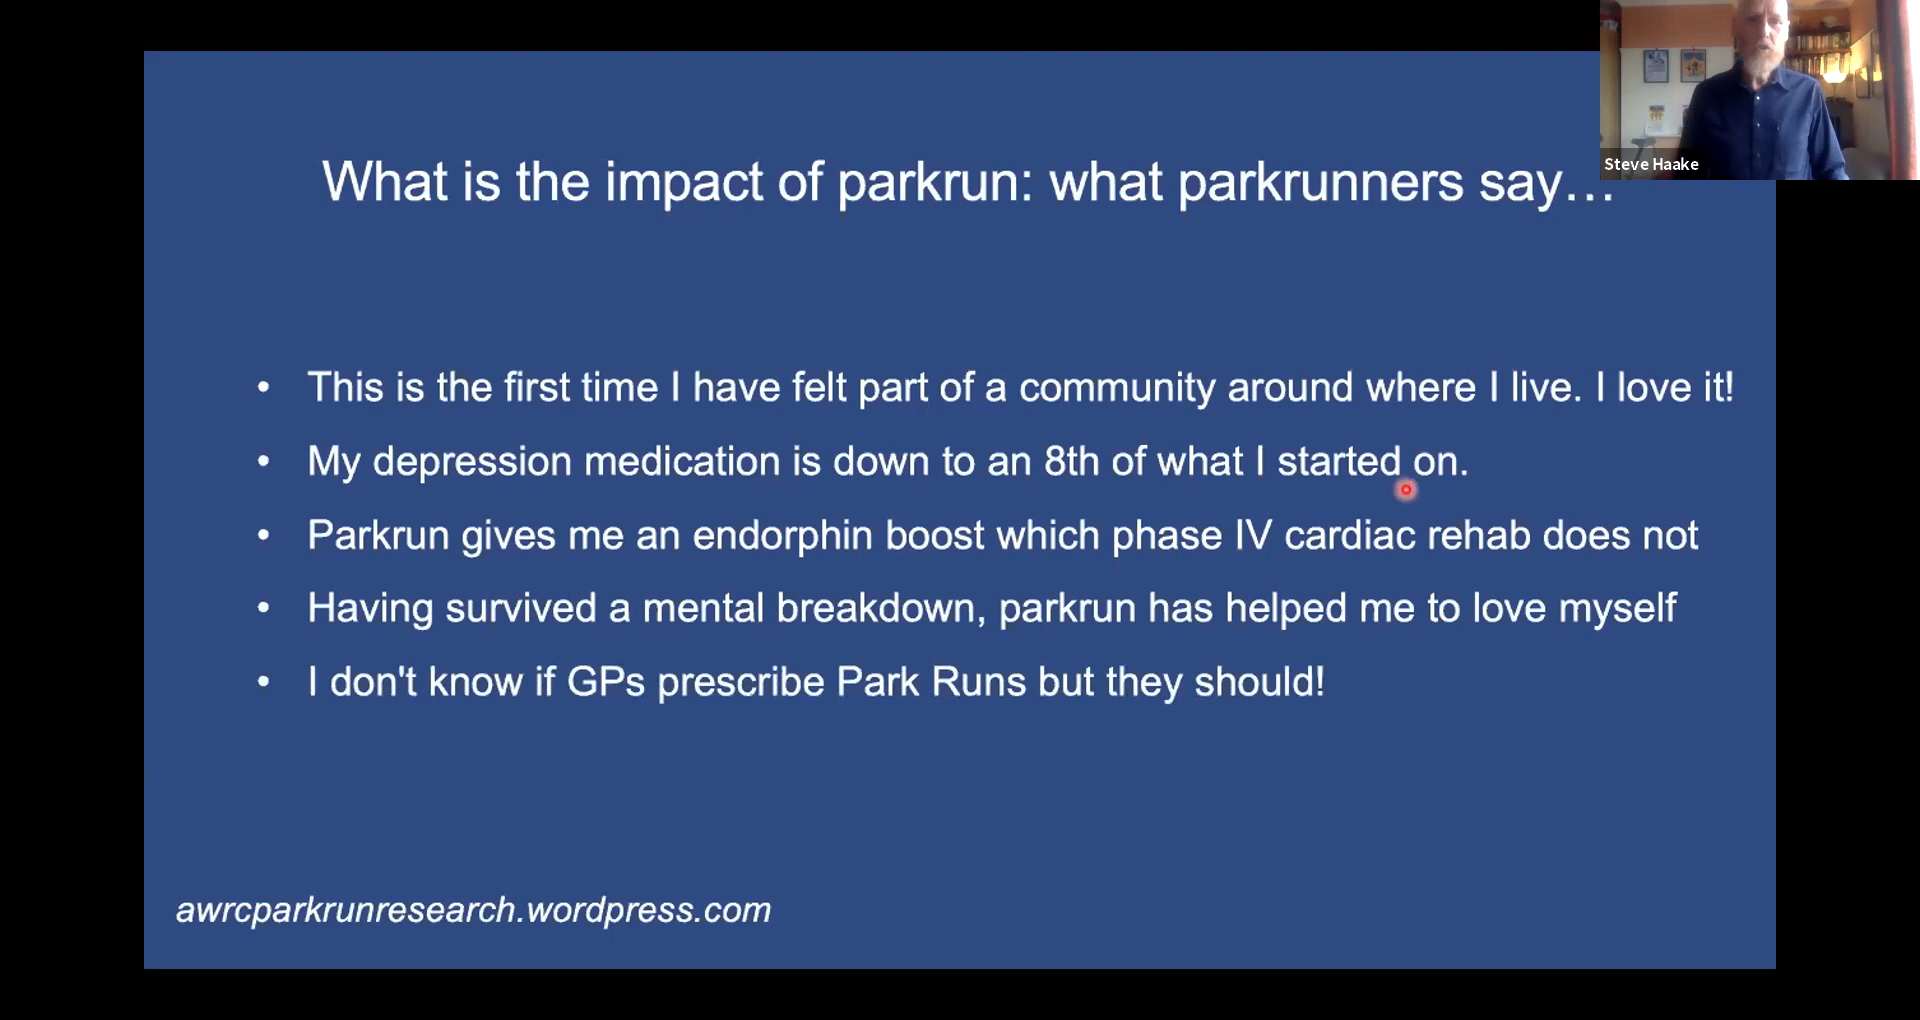 What is the impact of parkrun: what parkrunners say…
Steve Haake
• This is the first time I have felt part of a community around where I live. I love it!
• My depression medication is down to an 8th of what I started on.
• Parkrun gives me an endorphin boost which phase IV cardiac rehab does not
• Having survived a mental breakdown, parkrun has helped me to love myself
• I don't know if GPs prescribe Park Runs but they should!
awrcparkrunresearch.wordpress.com